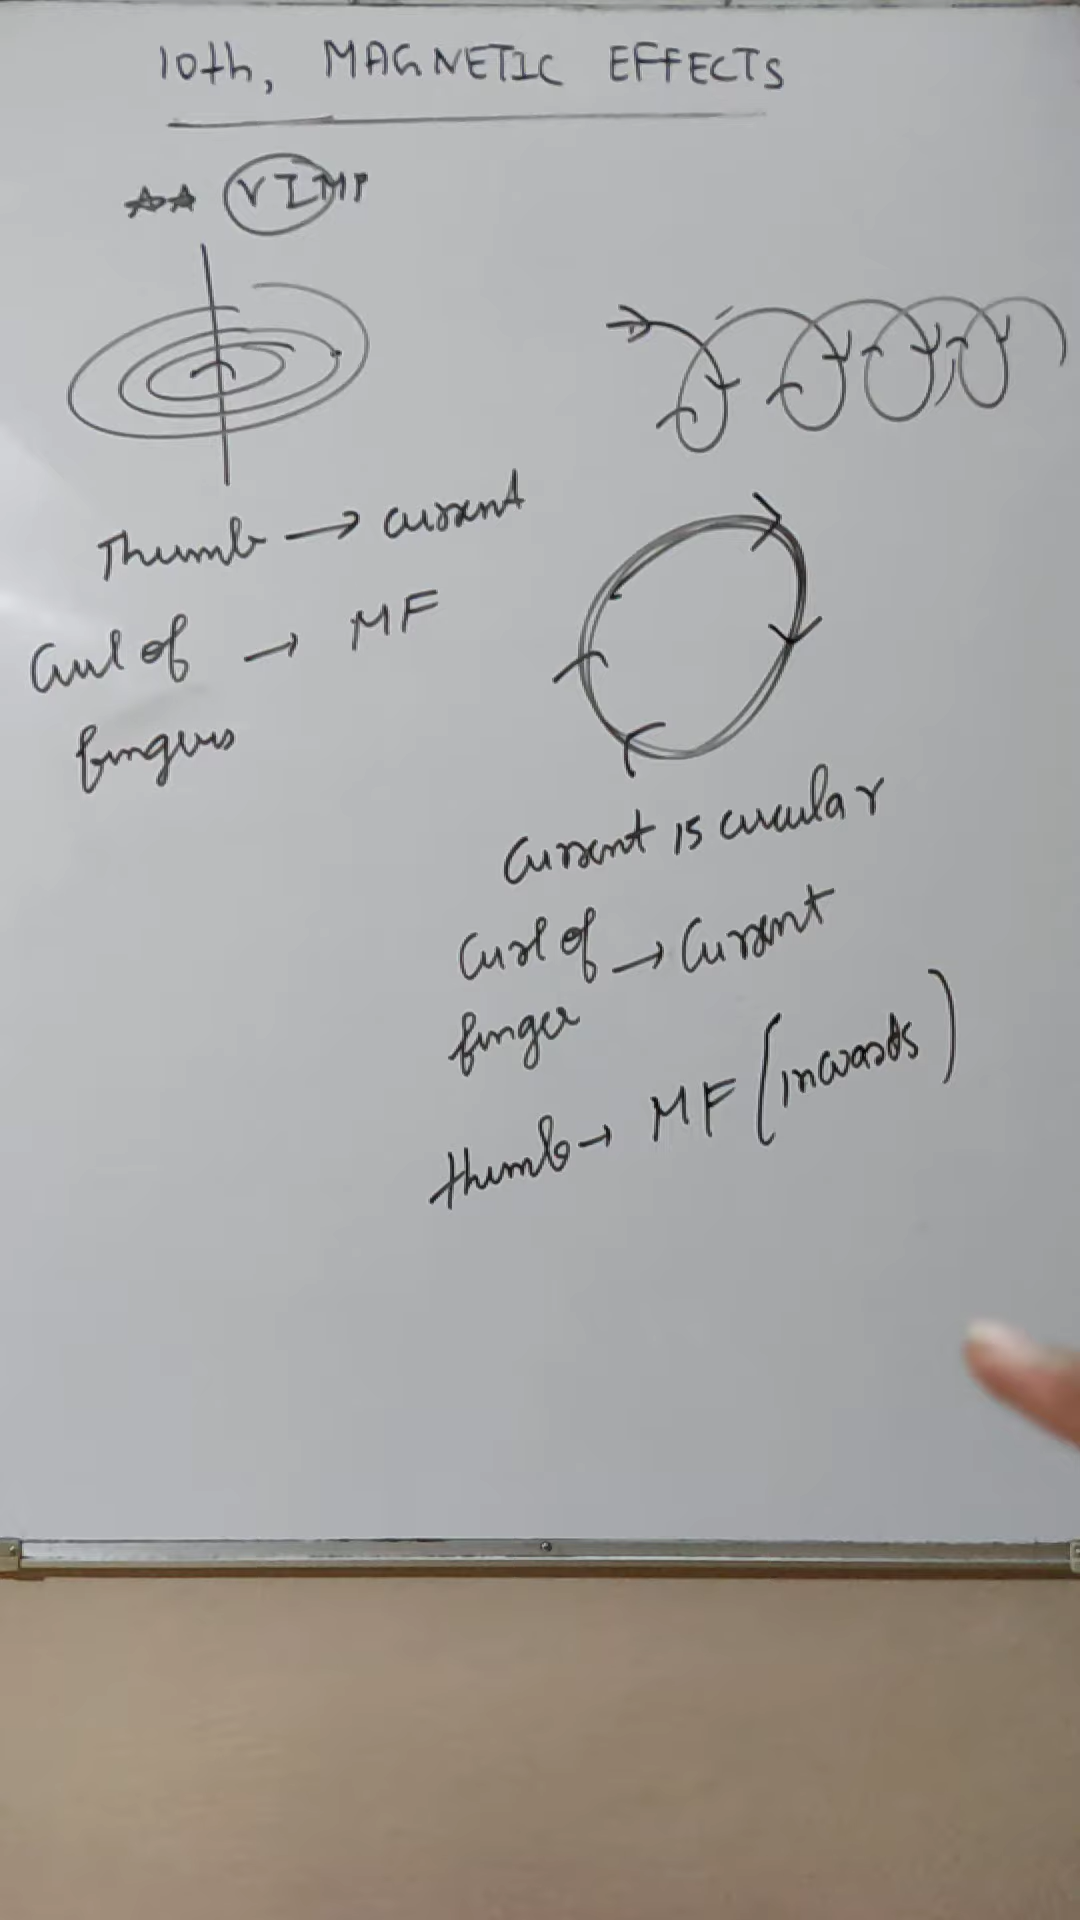 10th, MAGNETIC EFFECTS
VIMP
Thumb → current
Curl of → MF
fingers
Current is circular
Curl of → Current
finger
thumb → MF (inwards)